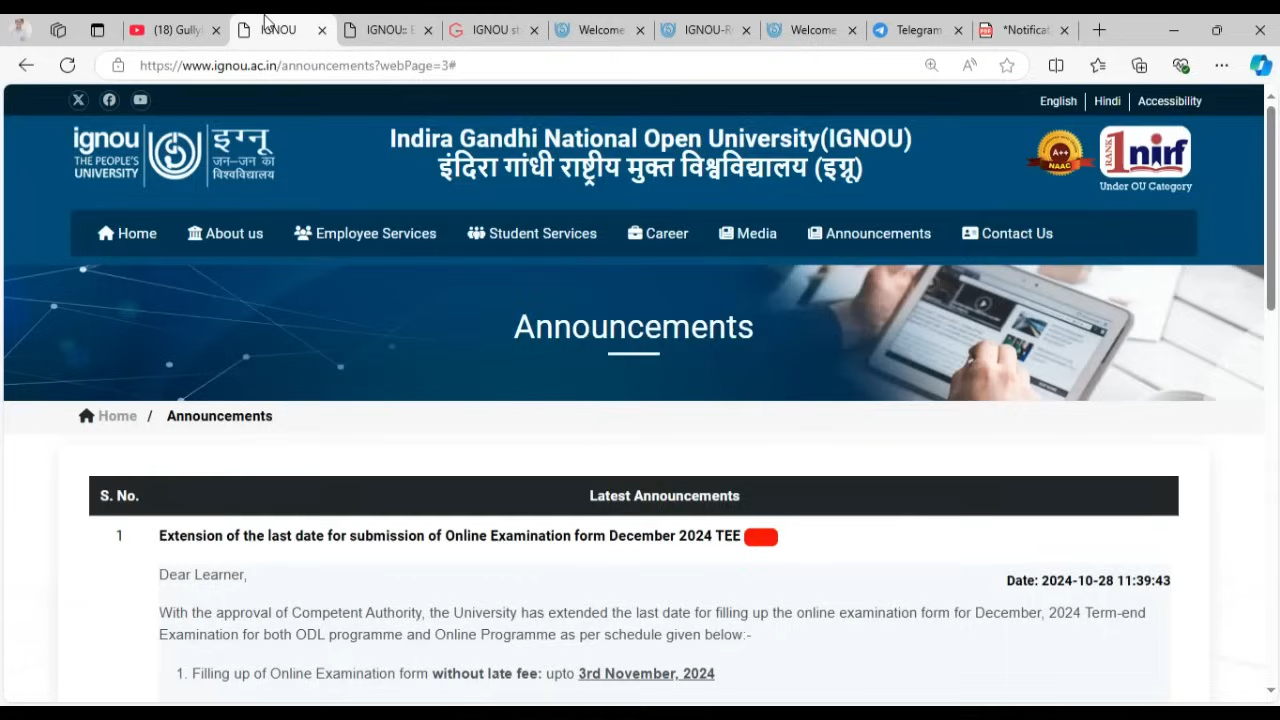 (18) Gully
IGNOU
IGNOU:: E
IGNOU st
Welcome
IGNOU-R
Welcome
Telegram
*Notificat
https://www.ignou.ac.in/announcements?webPage=3#
English
Hindi
Accessibility
ignou
THE PEOPLE'S
UNIVERSITY
इग्नू
जन-जन का
विश्वविद्यालय
Indira Gandhi National Open University(IGNOU)
इंदिरा गांधी राष्ट्रीय मुक्त विश्वविद्यालय (इग्नू)
A++
NAAC
RANK
1
nirf
Under OU Category
Home
About us
Employee Services
Student Services
Career
Media
Announcements
Contact Us
Announcements
Home / Announcements
S. No.
Latest Announcements
1
Extension of the last date for submission of Online Examination form December 2024 TEE
Dear Learner,
Date: 2024-10-28 11:39:43
With the approval of Competent Authority, the University has extended the last date for filling up the online examination form for December, 2024 Term-end
Examination for both ODL programme and Online Programme as per schedule given below:-
1. Filling up of Online Examination form without late fee: upto 3rd November, 2024